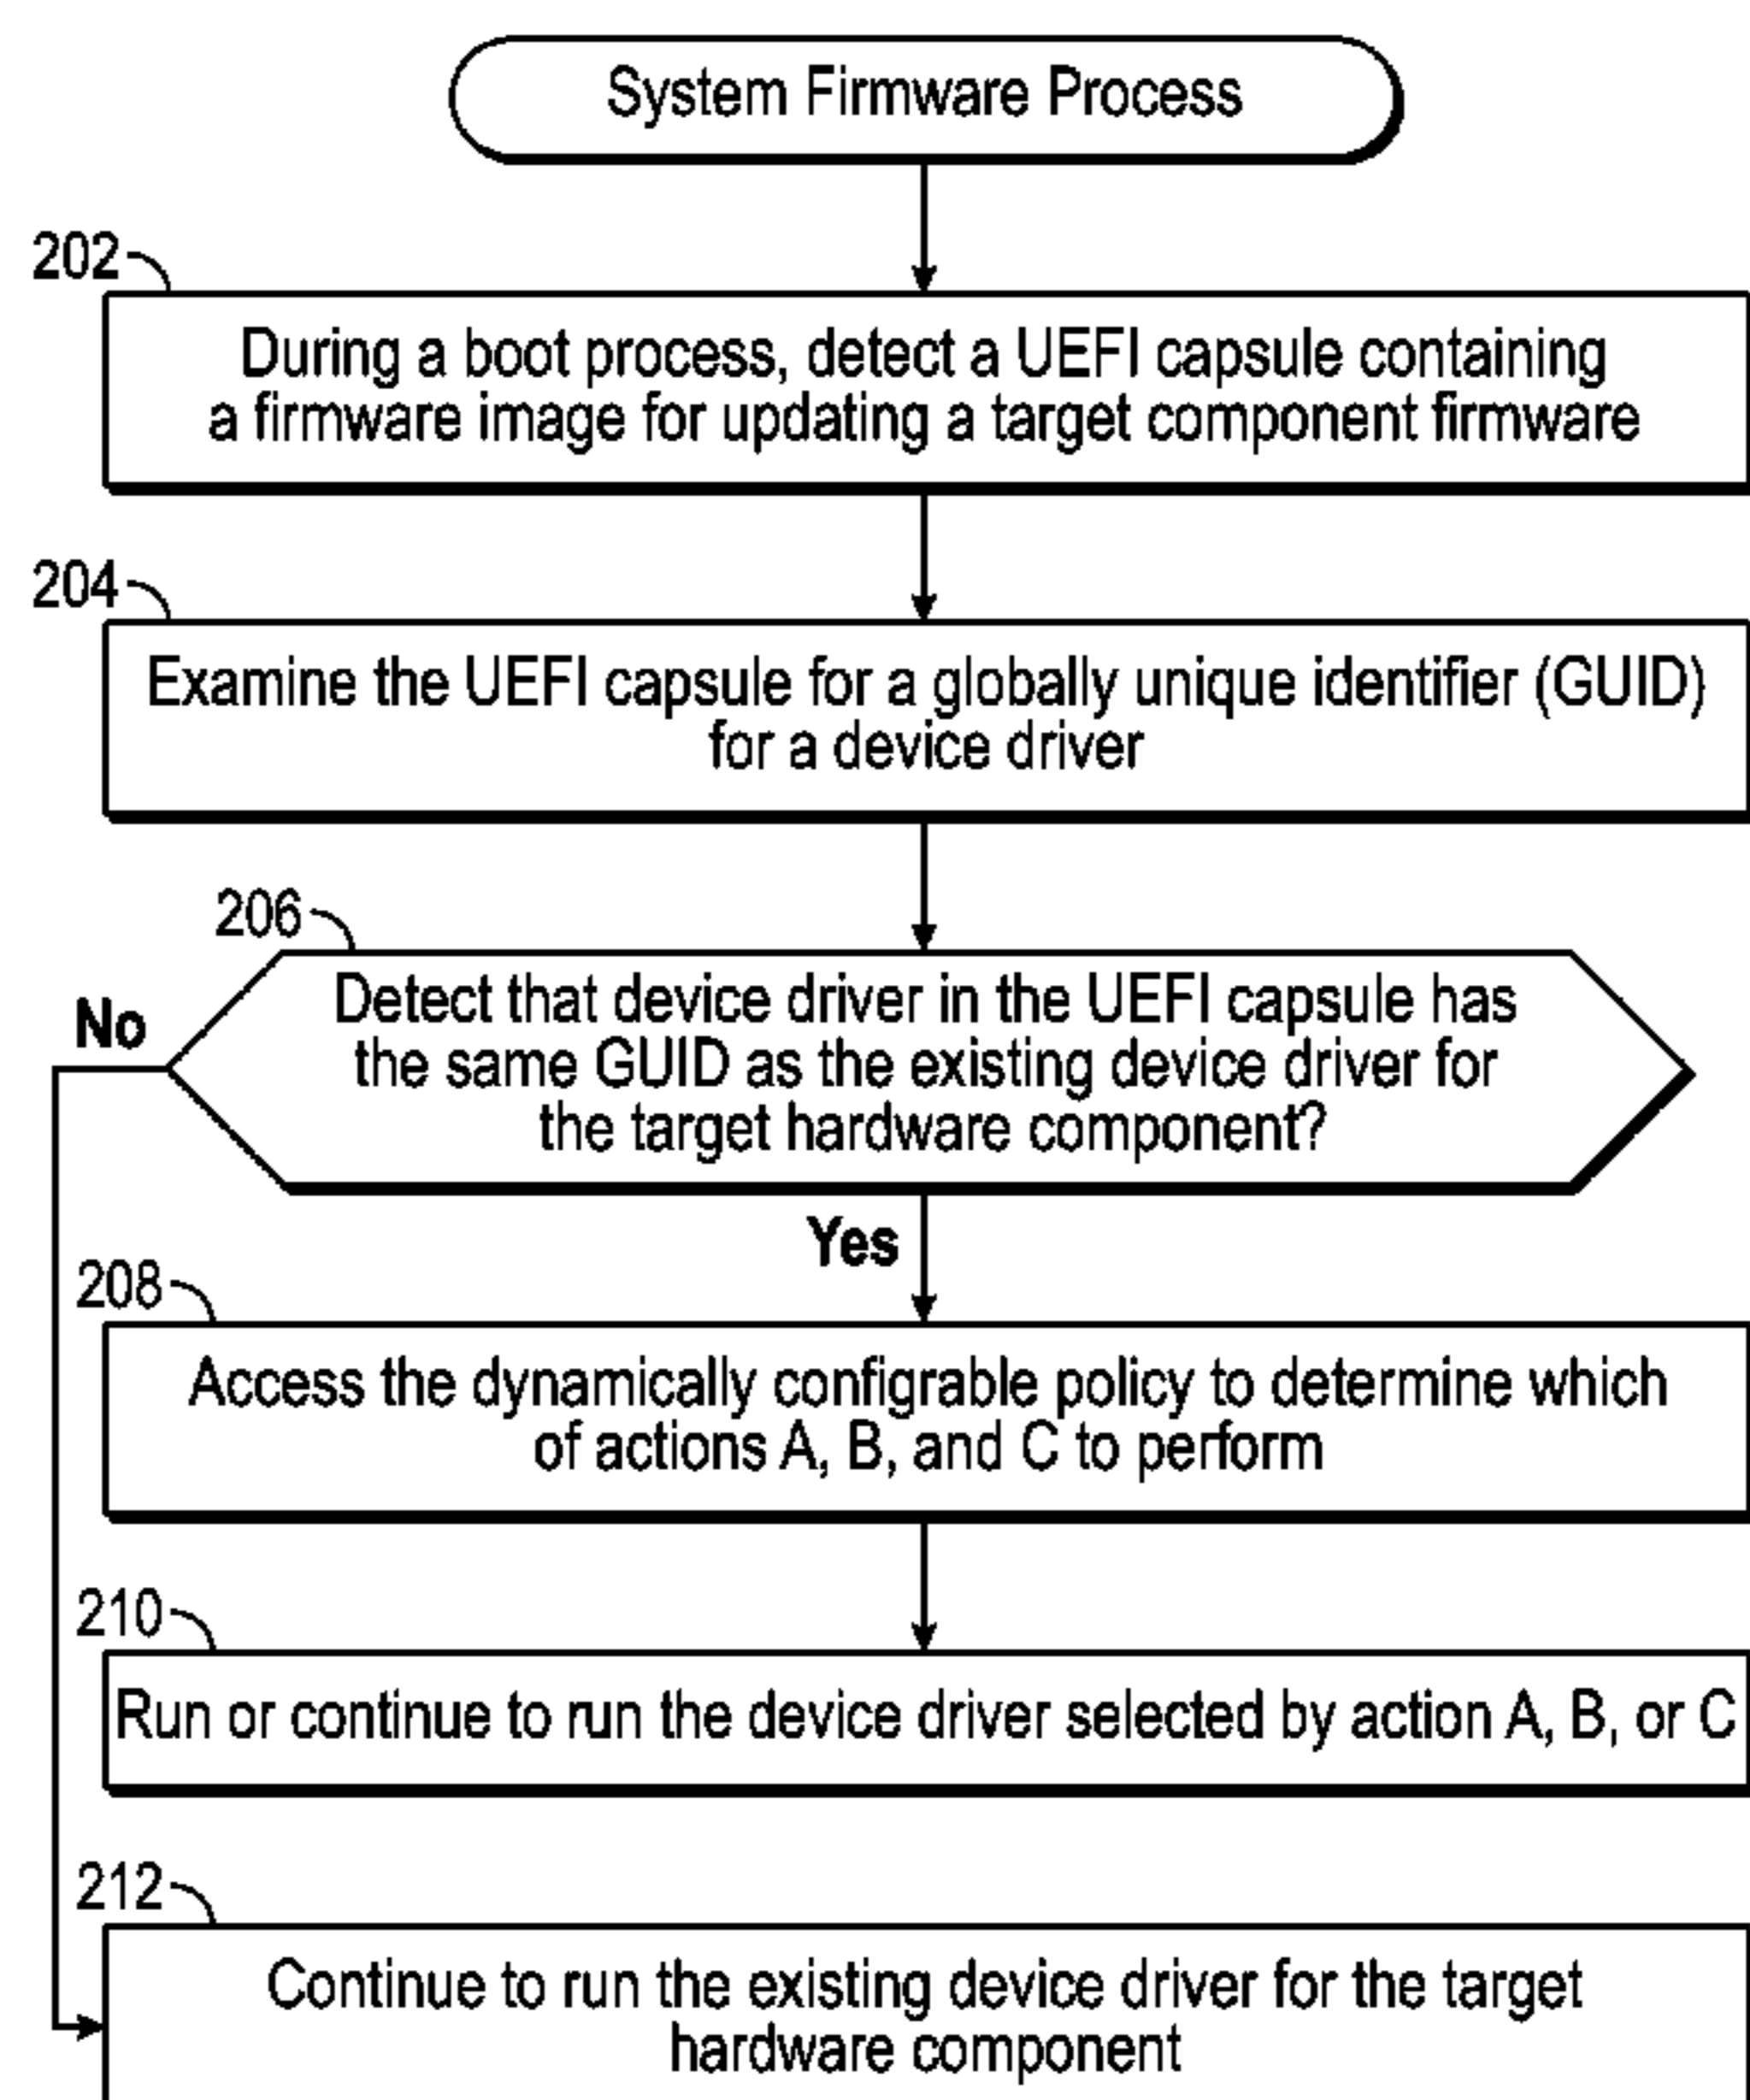 System Firmware Process
202
During a boot process, detect a UEFI capsule containing
a firmware image for updating a target component firmware
204
Examine the UEFI capsule for a globally unique identifier (GUID)
for a device driver
206
Detect that device driver in the UEFI capsule has
the same GUID as the existing device driver for
the target hardware component?
No
Yes
208
Access the dynamically configrable policy to determine which
of actions A, B, and C to perform
210
Run or continue to run the device driver selected by action A, B, or C
212
Continue to run the existing device driver for the target
hardware component